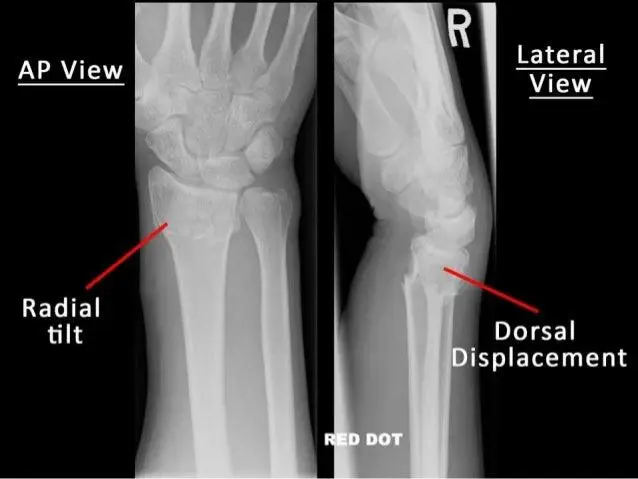 AP View
R
Lateral
View
Radial
tilt
Dorsal
Displacement
RED DOT